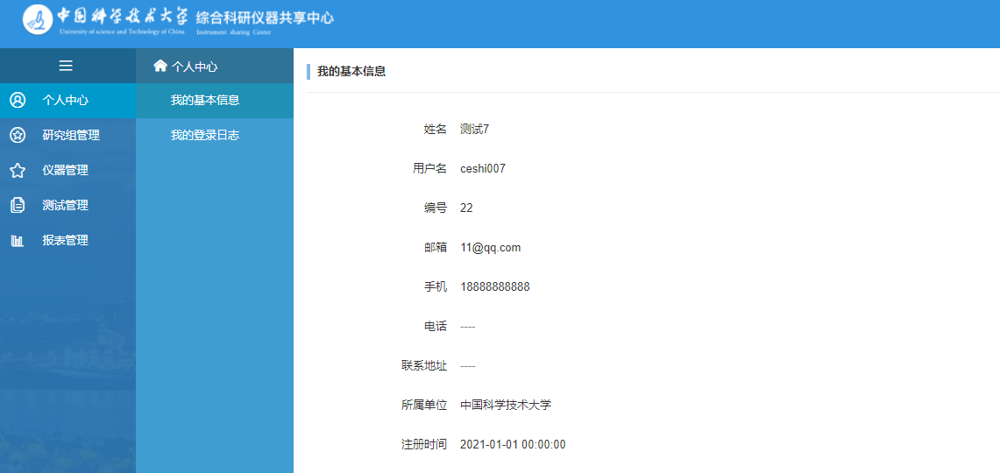 中国科学技术大学 综合科研仪器共享中心
University of science and Technology of China Instrument sharing Center
个人中心
我的基本信息
个人中心
我的基本信息
研究组管理
我的登录日志
仪器管理
测试管理
报表管理
姓名 测试7
用户名 ceshi007
编号 22
邮箱 11@qq.com
手机 18888888888
电话 ----
联系地址 ----
所属单位 中国科学技术大学
注册时间 2021-01-01 00:00:00